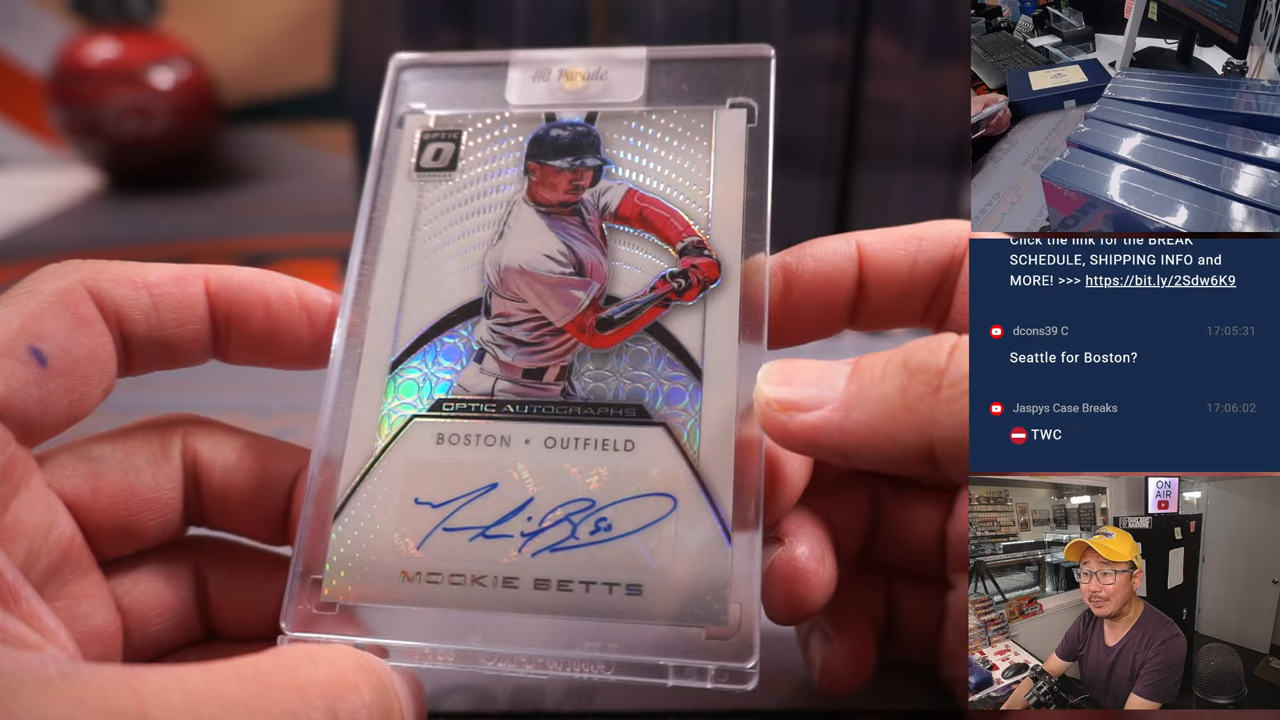 Hit Parade
OPTIC
O
DONRUSS
OPTIC AUTOGRAPHS
BOSTON • OUTFIELD
MOOKIE BETTS
Click the link for the BREAK
SCHEDULE, SHIPPING INFO and
MORE! >>> https://bit.ly/2Sdw6K9
dcons39 C 17:05:31
Seattle for Boston?
Jaspys Case Breaks 17:06:02
TWC
ON
AIR